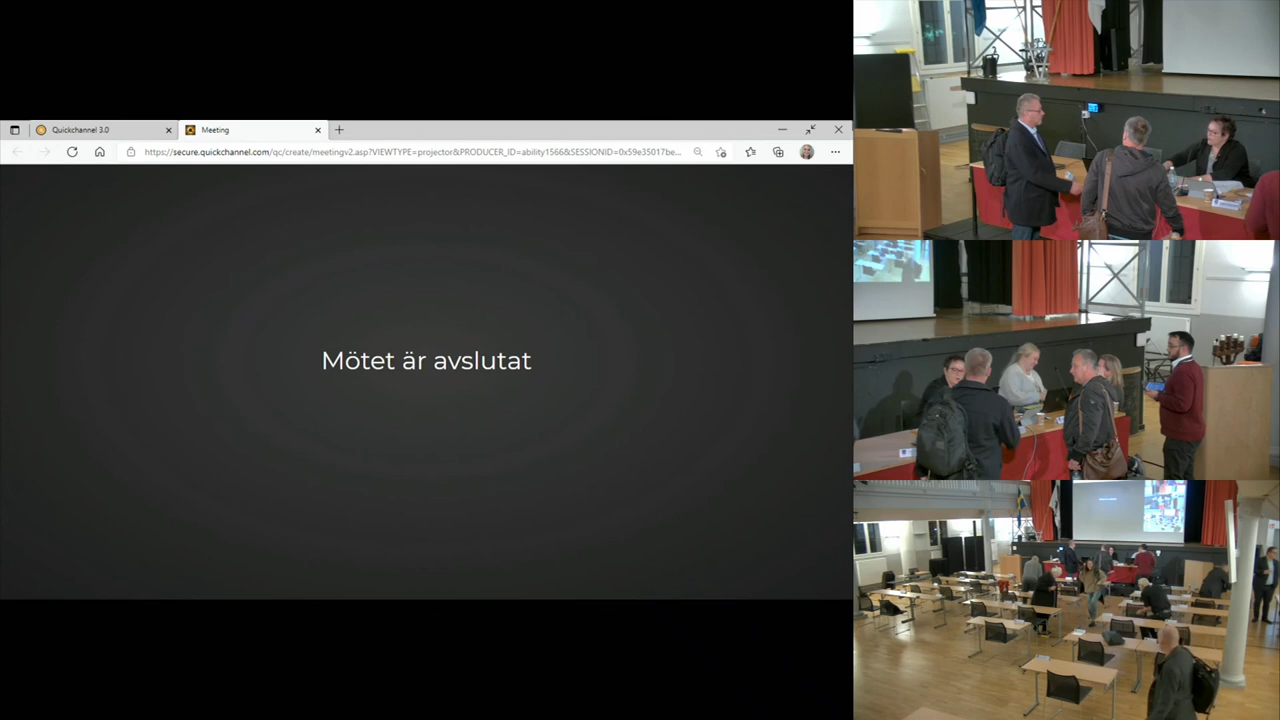 Quickchannel 3.0
Meeting
https://secure.quickchannel.com/qc/create/meetingv2.asp?VIEWTYPE=projector&PRODUCER_ID=ability1566&SESSIONID=0x59e35017be...
Mötet är avslutat